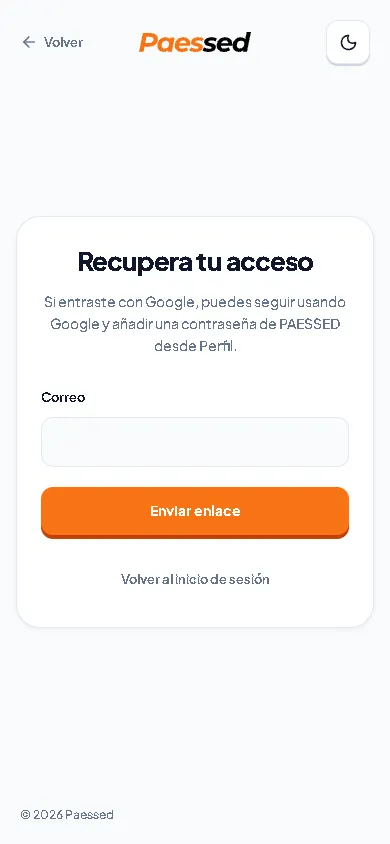 Volver
Paessed
Recupera tu acceso
Si entraste con Google, puedes seguir usando
Google y añadir una contraseña de PAESSED
desde Perfil.
Correo
Enviar enlace
Volver al inicio de sesión
© 2026 Paessed